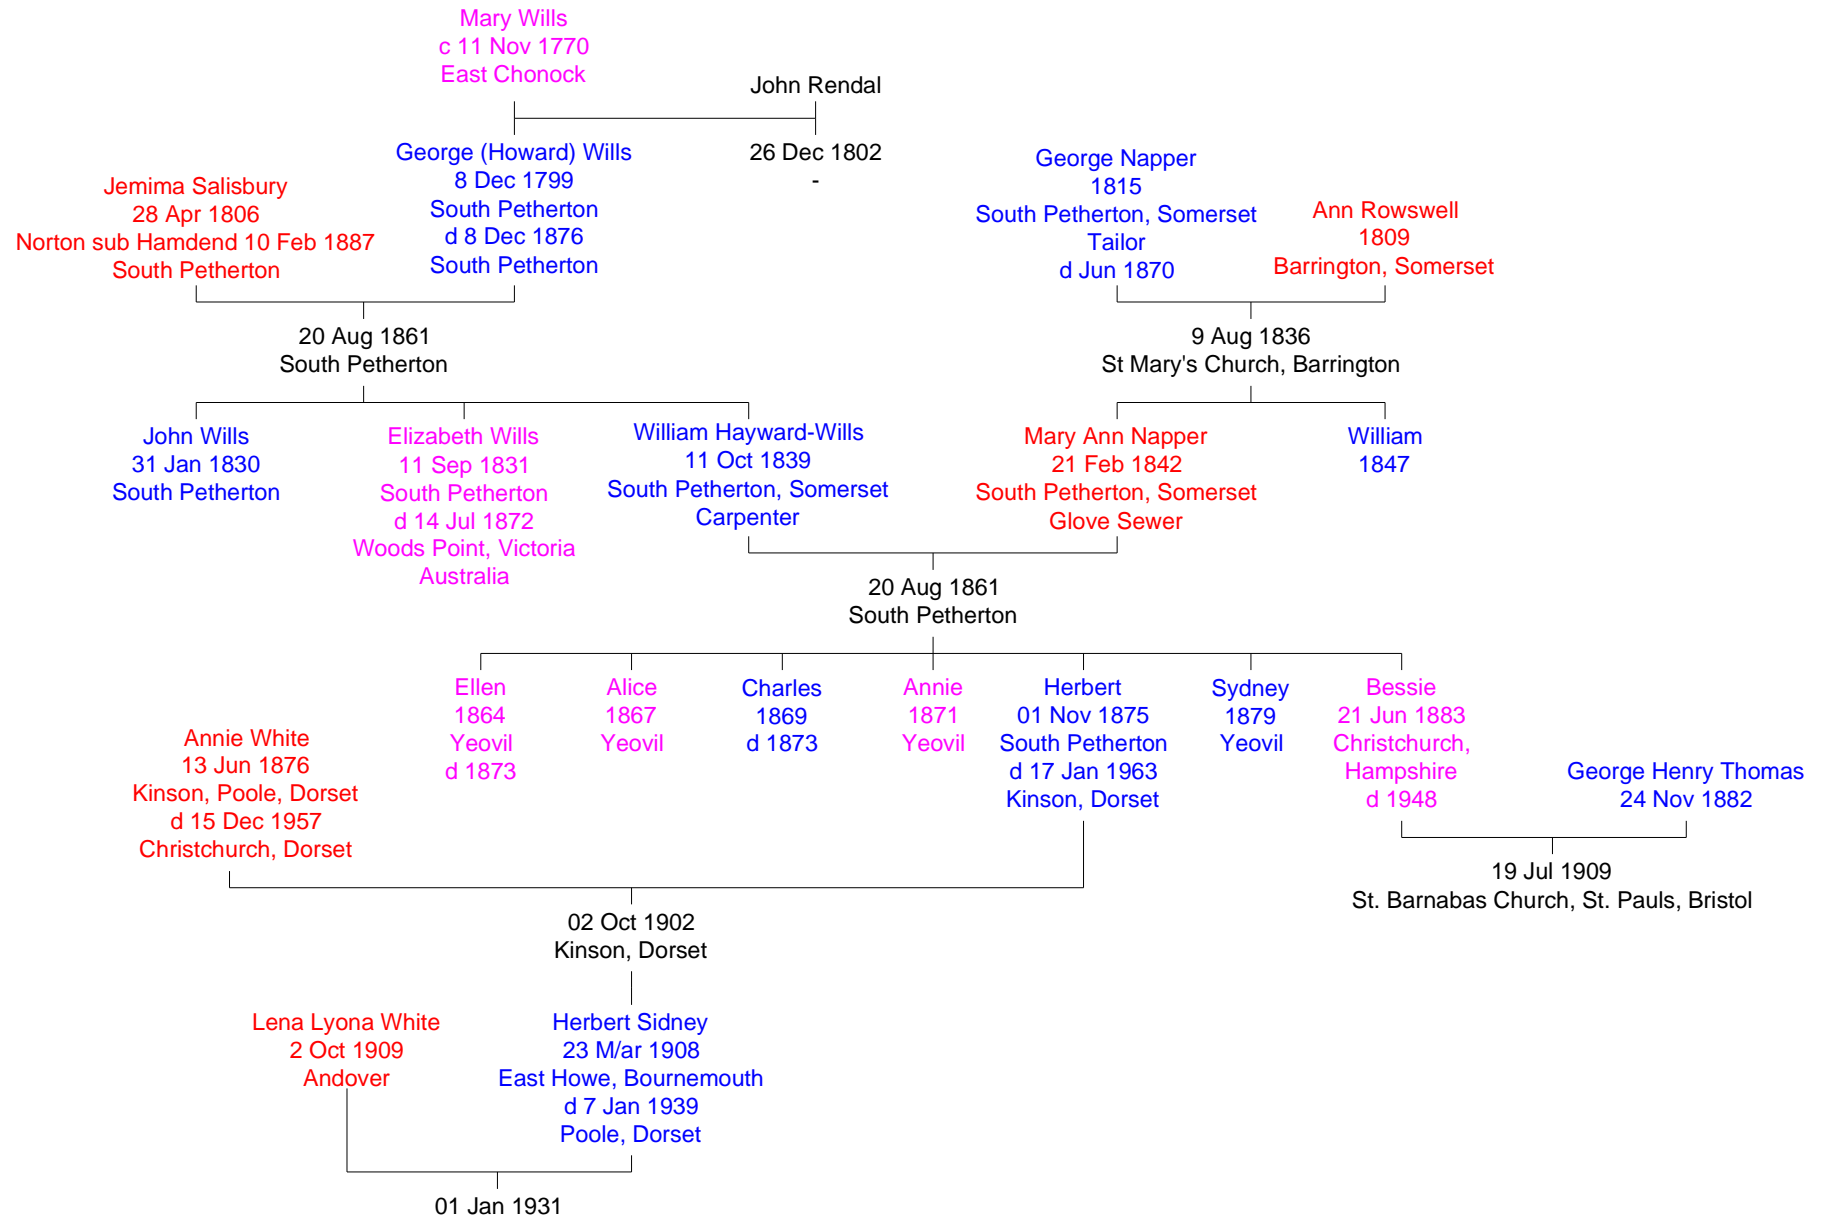 Mary Wills
c 11 Nov 1770
East Chonock
John Rendal
26 Dec 1802
-
George (Howard) Wills
8 Dec 1799
South Petherton
d 8 Dec 1876
South Petherton
Jemima Salisbury
28 Apr 1806
Norton sub Hamdend 10 Feb 1887
South Petherton
George Napper
1815
South Petherton, Somerset
Tailor
d Jun 1870
Ann Rowswell
1809
Barrington, Somerset
20 Aug 1861
South Petherton
9 Aug 1836
St Mary's Church, Barrington
John Wills
31 Jan 1830
South Petherton
Elizabeth Wills
11 Sep 1831
South Petherton
d 14 Jul 1872
Woods Point, Victoria
Australia
William Hayward-Wills
11 Oct 1839
South Petherton, Somerset
Carpenter
Mary Ann Napper
21 Feb 1842
South Petherton, Somerset
Glove Sewer
William
1847
20 Aug 1861
South Petherton
Ellen
1864
Yeovil
d 1873
Alice
1867
Yeovil
Charles
1869
d 1873
Annie
1871
Yeovil
Herbert
01 Nov 1875
South Petherton
d 17 Jan 1963
Kinson, Dorset
Sydney
1879
Yeovil
Bessie
21 Jun 1883
Christchurch,
Hampshire
d 1948
George Henry Thomas
24 Nov 1882
Annie White
13 Jun 1876
Kinson, Poole, Dorset
d 15 Dec 1957
Christchurch, Dorset
19 Jul 1909
St. Barnabas Church, St. Pauls, Bristol
02 Oct 1902
Kinson, Dorset
Lena Lyona White
2 Oct 1909
Andover
Herbert Sidney
23 M/ar 1908
East Howe, Bournemouth
d 7 Jan 1939
Poole, Dorset
01 Jan 1931